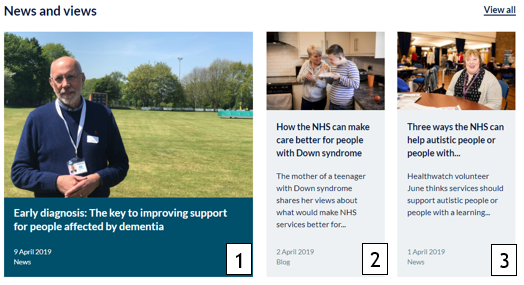 News and views
View all
Early diagnosis: The key to improving support
for people affected by dementia
9 April 2019
News
1
How the NHS can make
care better for people
with Down syndrome
The mother of a teenager
with Down syndrome
shares her views about
what would make NHS
services better for...
2 April 2019
Blog
2
Three ways the NHS can
help autistic people or
people with...
Healthwatch volunteer
June thinks services should
support autistic people or
people with a learning...
1 April 2019
News
3